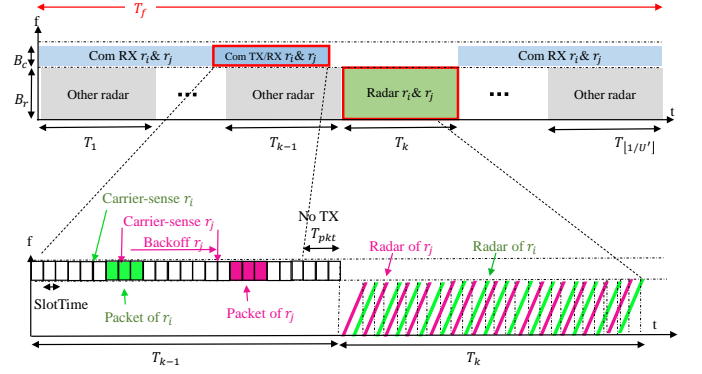 T_f
f
B_c
Com RX r_i & r_j
Com TX/RX r_i & r_j
Com RX r_i & r_j
B_r
Other radar
...
Other radar
Radar r_i & r_j
...
Other radar
t
T_1
T_{k-1}
T_k
T_{⌊1/U'⌋}
Carrier-sense r_i
Carrier-sense r_j
No TX
Backoff r_j
T_{pkt}
f
Radar of r_j
Radar of r_i
SlotTime
Packet of r_i
Packet of r_j
t
T_{k-1}
T_k